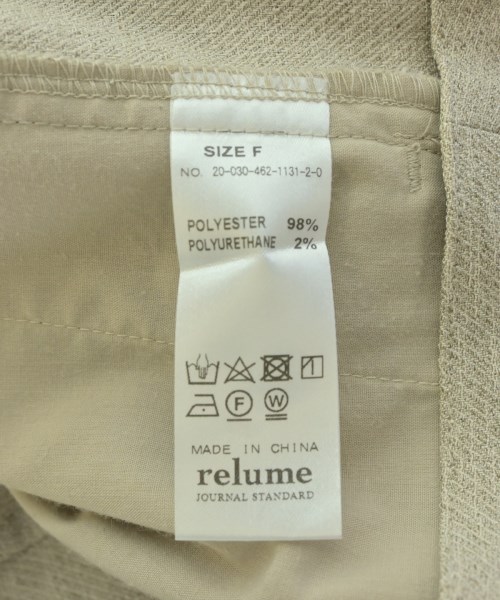 SIZE F
NO. 20-030-462-1131-2-0
POLYESTER 98%
POLYURETHANE 2%
F W
MADE IN CHINA
relume
JOURNAL STANDARD